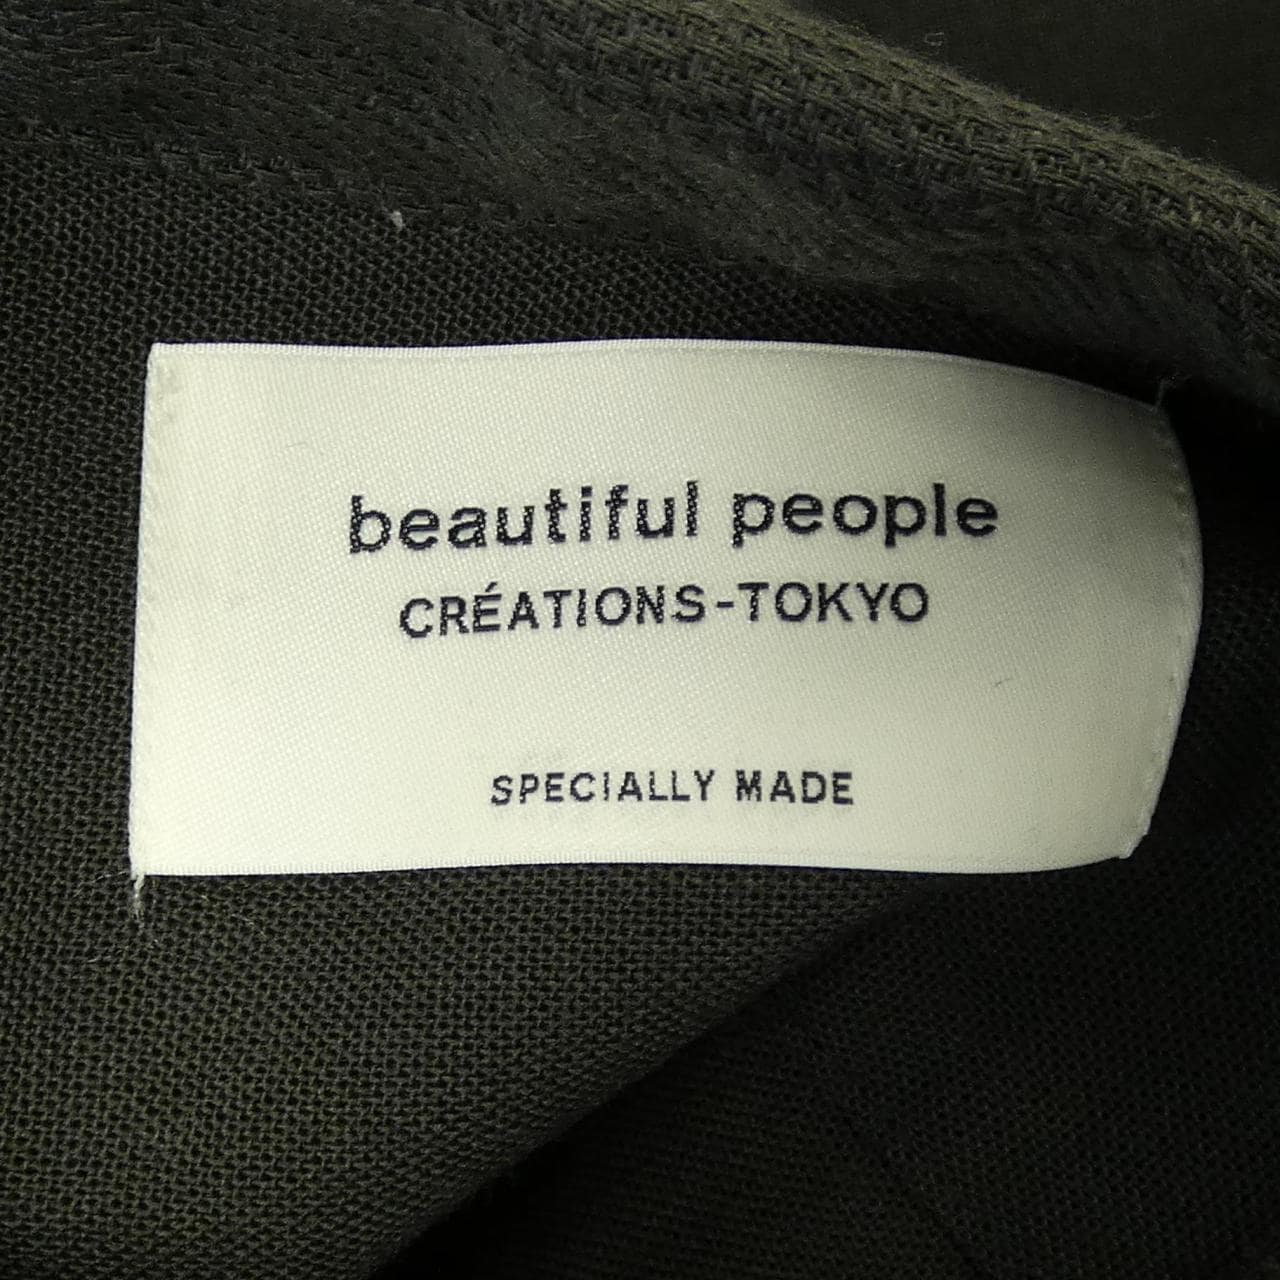 beautiful people
CRÉATIONS-TOKYO
SPECIALLY MADE